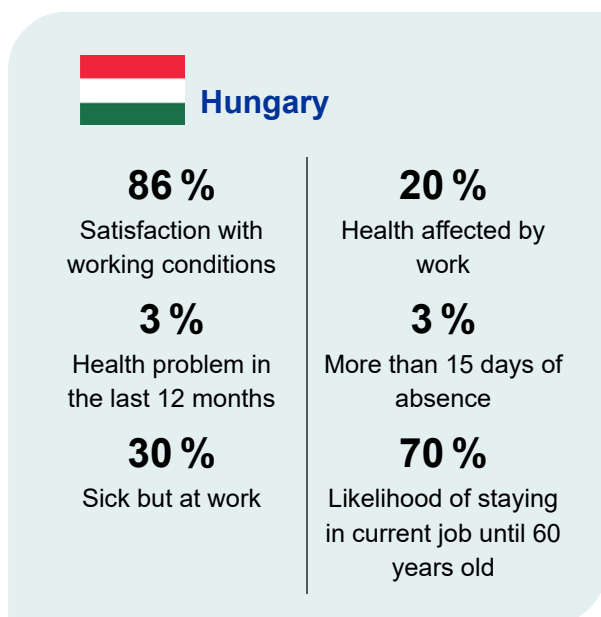 Hungary
86 %
Satisfaction with
working conditions
3 %
Health problem in
the last 12 months
30 %
Sick but at work
20 %
Health affected by
work
3 %
More than 15 days of
absence
70 %
Likelihood of staying
in current job until 60
years old